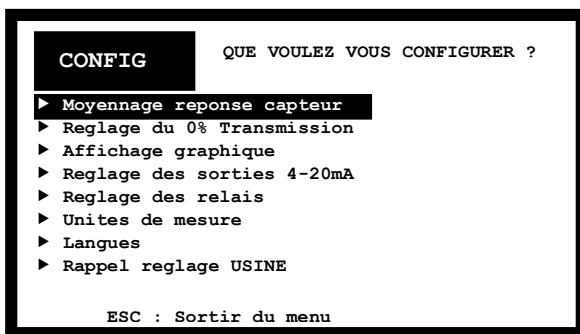 CONFIG
QUE VOULEZ VOUS CONFIGURER ?
▶ Moyennage reponse capteur
▶ Reglage du 0% Transmission
▶ Affichage graphique
▶ Reglage des sorties 4-20mA
▶ Reglage des relais
▶ Unites de mesure
▶ Langues
▶ Rappel reglage USINE
ESC : Sortir du menu